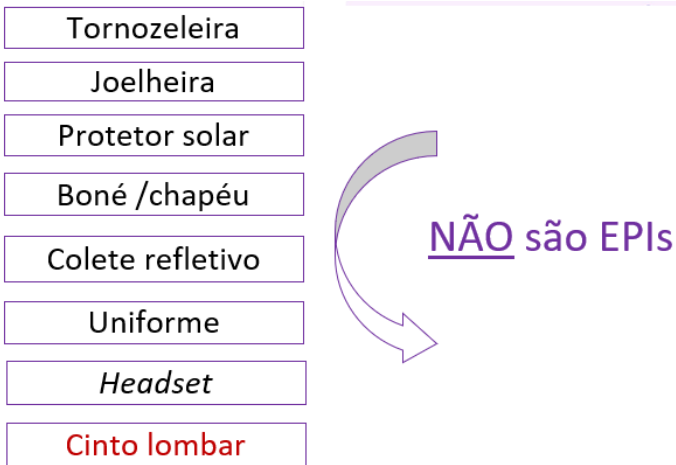 Tornozeleira
Joelheira
Protetor solar
Boné /chapéu
Colete refletivo
Uniforme
Headset
Cinto lombar
NÃO são EPIs